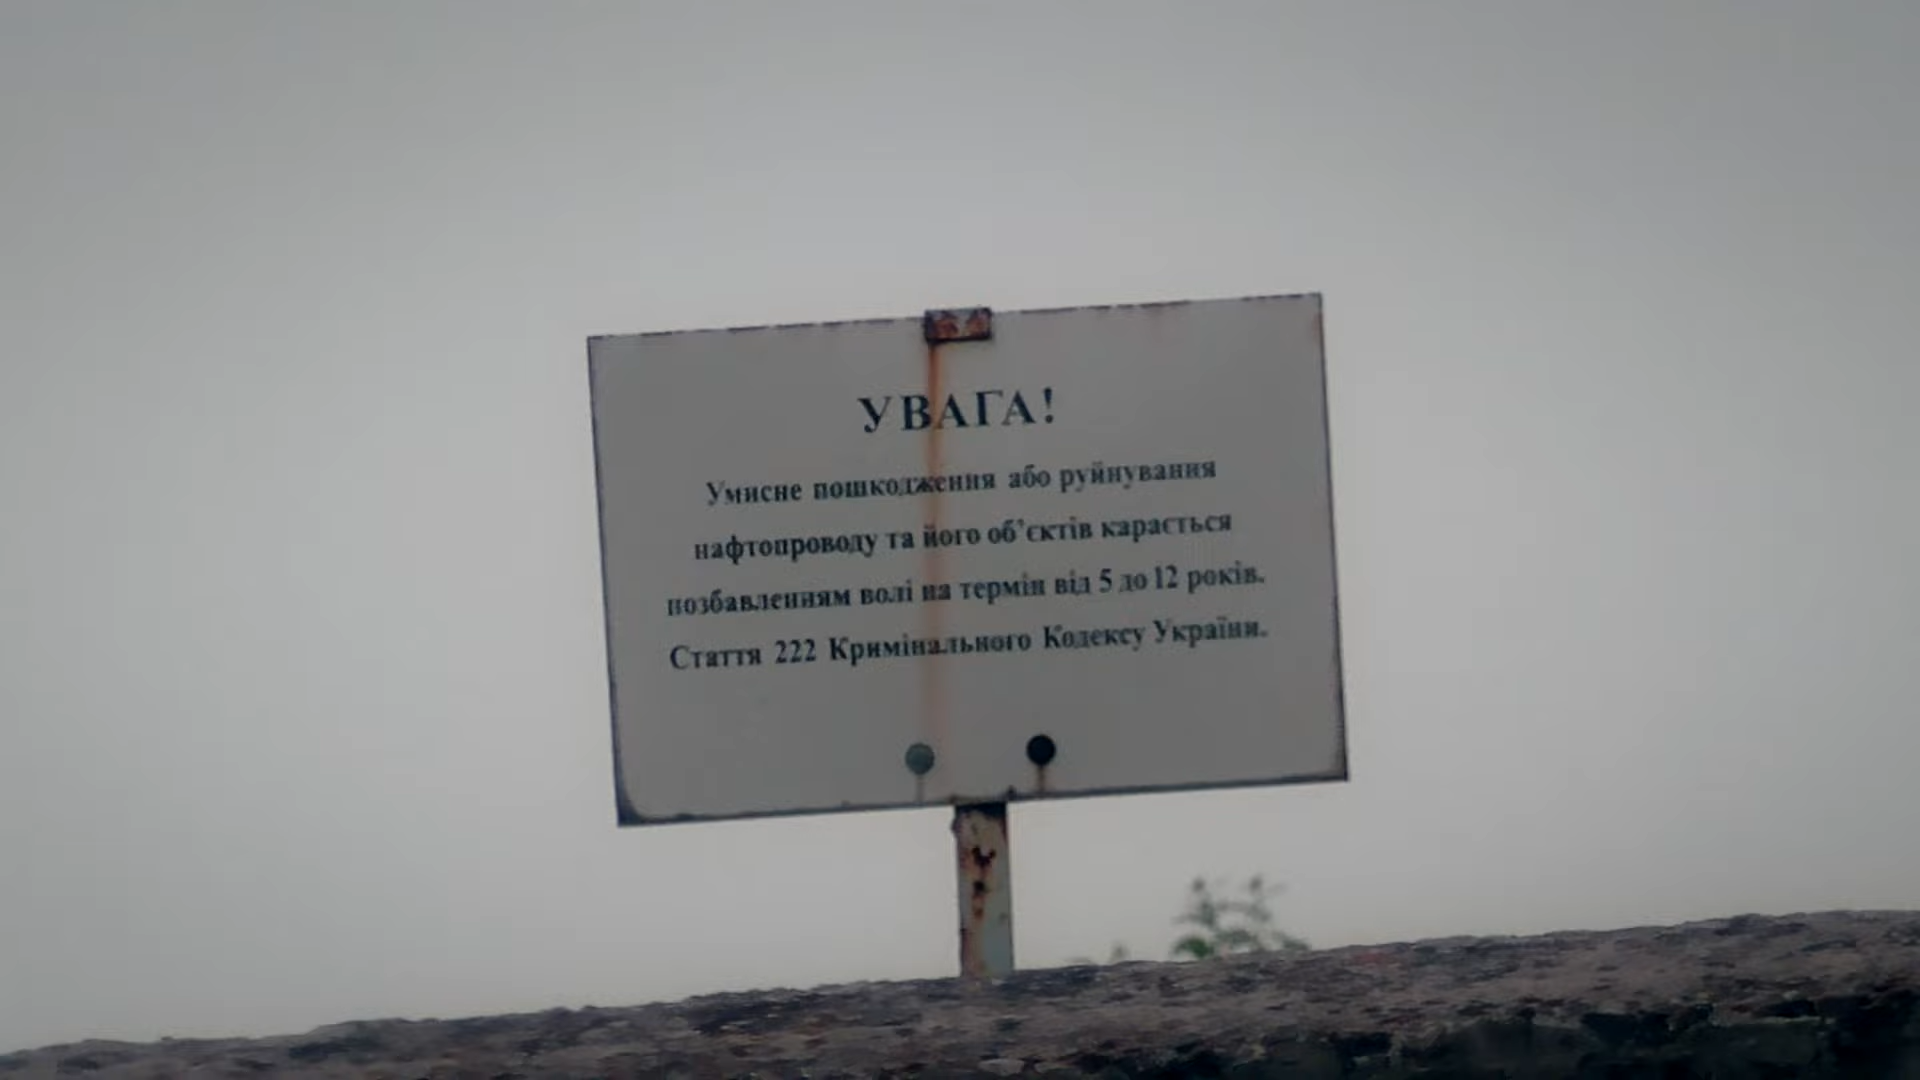 УВАГА!
Умисне пошкодження або руйнування
нафтопроводу та його об’єктів карається
позбавленням волі на термін від 5 до 12 років.
Стаття 222 Кримінального Кодексу України.